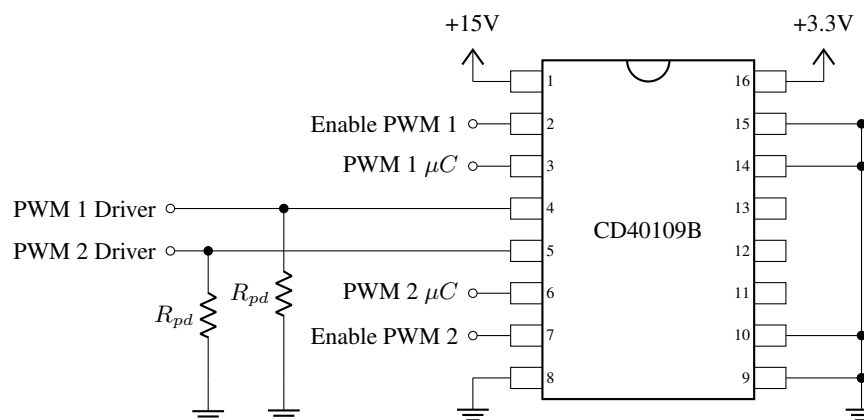 +15V
+3.3V
1
16
Enable PWM 1
2
15
PWM 1 μC
3
14
PWM 1 Driver
4
13
CD40109B
PWM 2 Driver
5
12
PWM 2 μC
6
11
R_pd
R_pd
Enable PWM 2
7
10
8
9